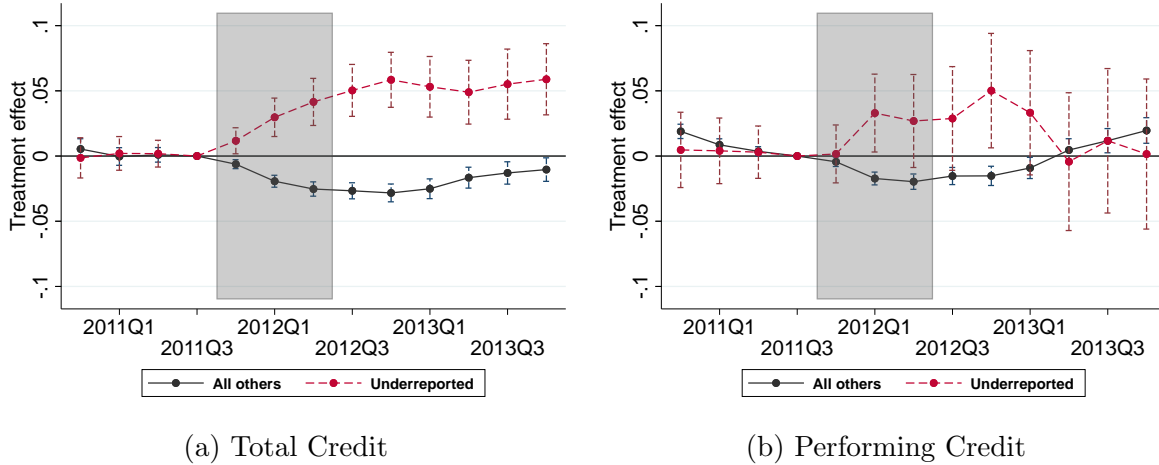 Treatment effect
.1
.05
0
-.05
-.1
2011Q1
2012Q1
2013Q1
2011Q3
2012Q3
2013Q3
All others
Underreported
(a) Total Credit
Treatment effect
.1
.05
0
-.05
-.1
2011Q1
2012Q1
2013Q1
2011Q3
2012Q3
2013Q3
All others
Underreported
(b) Performing Credit